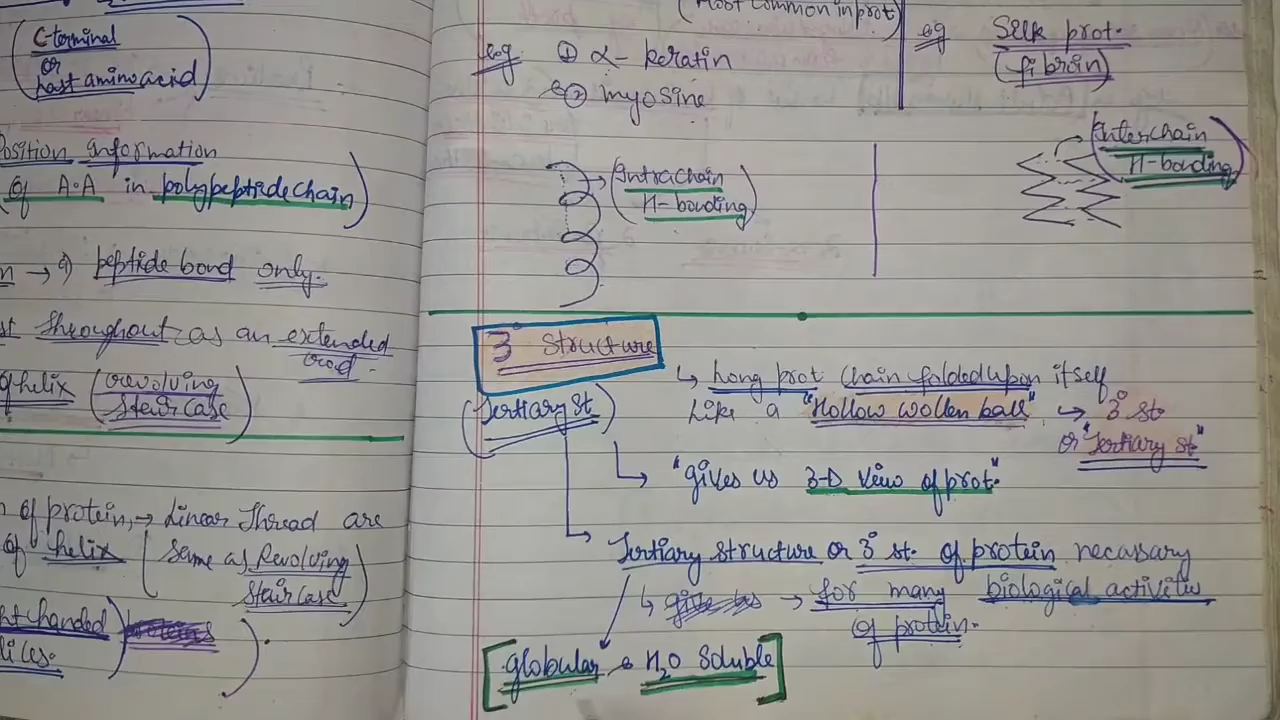 C-terminal
or
Last amino acid
Position Information
of A.A in polypeptide chain
peptide bond only.
throughout as an extended
rod.
of helix (revolving
staircase)
of protein, → Linear thread are
of helix (Same as Revolving
staircase)
handed
lices.
(Most common in prot)
eg ① α- keratin
② myosine
eg Silk prot.
(fibroin)
Intrachain
H-bonding
Interchain
H-bonding
3° Structure
(Tertiary st.)
↳ Long prot chain folded upon itself
Like a "Hollow wollen ball" ↪ 3° st
or "Tertiary st"
"gives us 3-D view of prot."
Tertiary structure or 3° st. of protein necassary
↳ → for many biological activity
of protein.
[globular & H₂O Soluble]